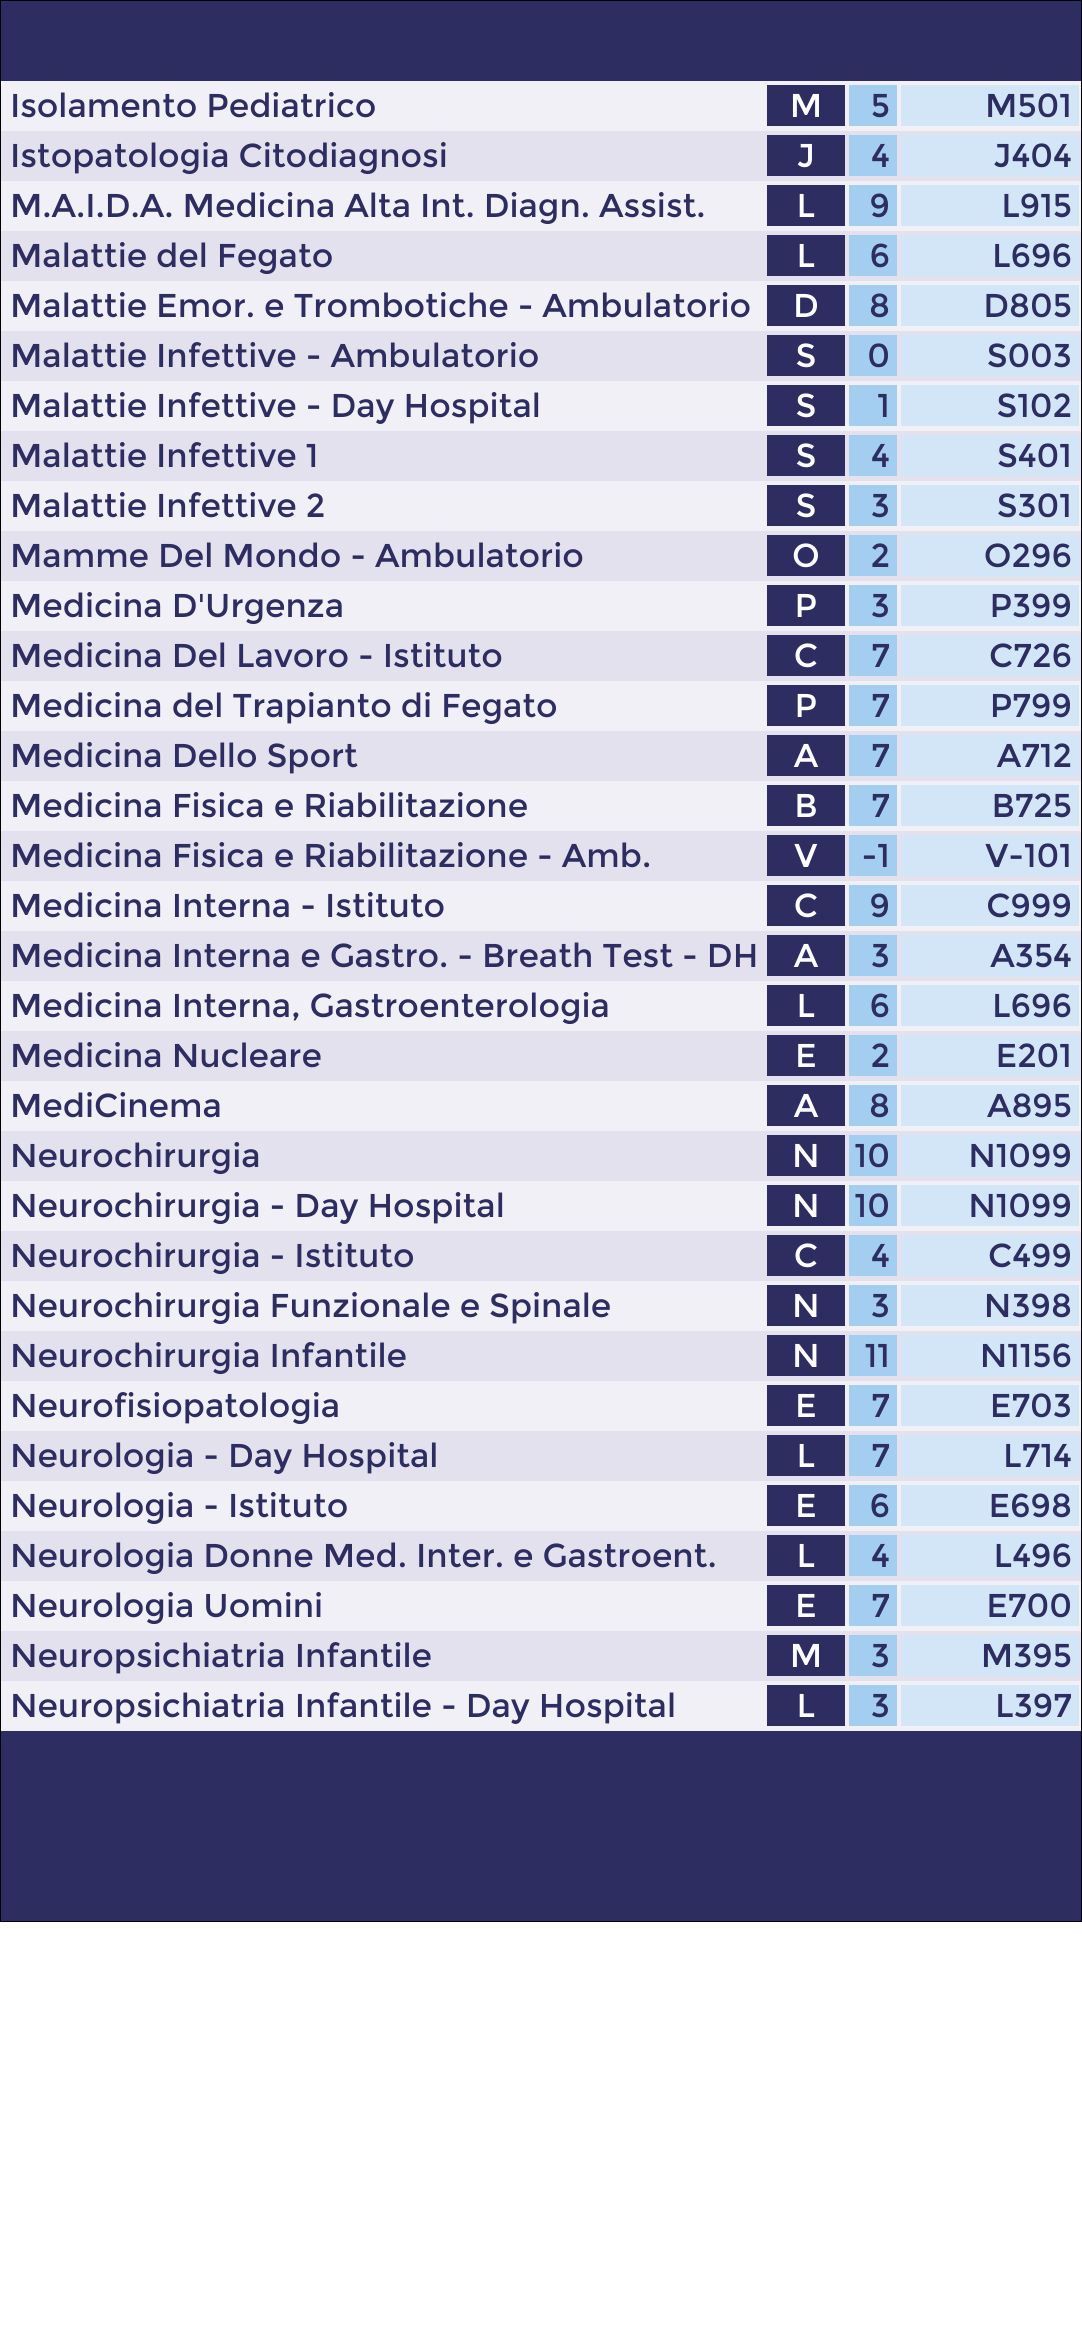 Isolamento Pediatrico M 5 M501
Istopatologia Citodiagnosi J 4 J404
M.A.I.D.A. Medicina Alta Int. Diagn. Assist. L 9 L915
Malattie del Fegato L 6 L696
Malattie Emor. e Trombotiche - Ambulatorio D 8 D805
Malattie Infettive - Ambulatorio S 0 S003
Malattie Infettive - Day Hospital S 1 S102
Malattie Infettive 1 S 4 S401
Malattie Infettive 2 S 3 S301
Mamme Del Mondo - Ambulatorio O 2 O296
Medicina D'Urgenza P 3 P399
Medicina Del Lavoro - Istituto C 7 C726
Medicina del Trapianto di Fegato P 7 P799
Medicina Dello Sport A 7 A712
Medicina Fisica e Riabilitazione B 7 B725
Medicina Fisica e Riabilitazione - Amb. V -1 V-101
Medicina Interna - Istituto C 9 C999
Medicina Interna e Gastro. - Breath Test - DH A 3 A354
Medicina Interna, Gastroenterologia L 6 L696
Medicina Nucleare E 2 E201
MediCinema A 8 A895
Neurochirurgia N 10 N1099
Neurochirurgia - Day Hospital N 10 N1099
Neurochirurgia - Istituto C 4 C499
Neurochirurgia Funzionale e Spinale N 3 N398
Neurochirurgia Infantile N 11 N1156
Neurofisiopatologia E 7 E703
Neurologia - Day Hospital L 7 L714
Neurologia - Istituto E 6 E698
Neurologia Donne Med. Inter. e Gastroent. L 4 L496
Neurologia Uomini E 7 E700
Neuropsichiatria Infantile M 3 M395
Neuropsichiatria Infantile - Day Hospital L 3 L397